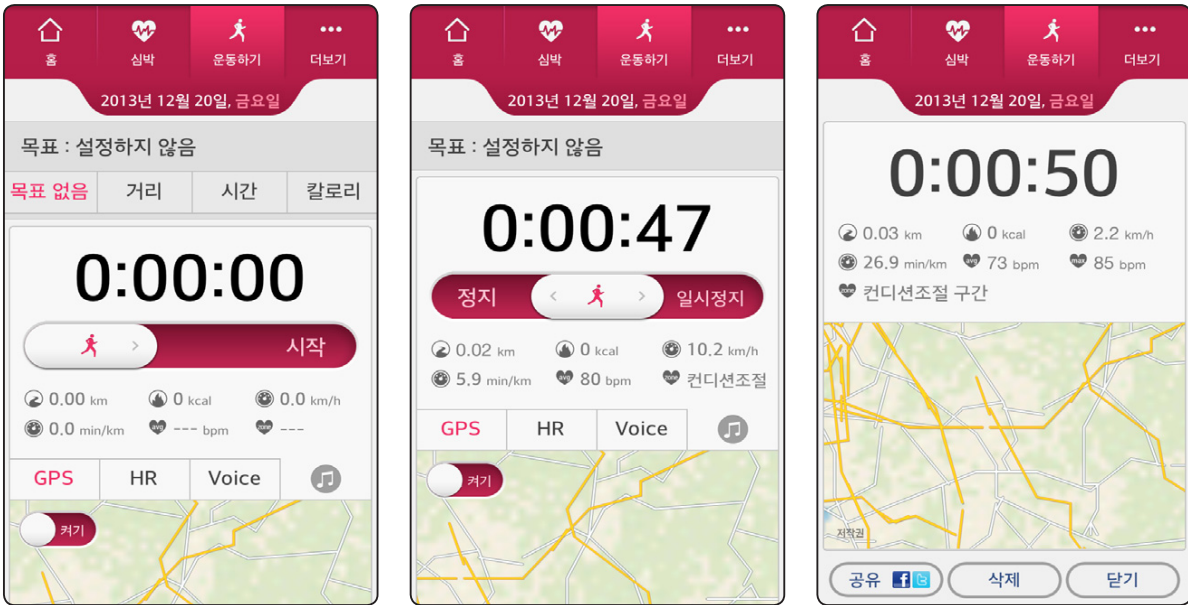 홈 심박 운동하기 더보기
2013년 12월 20일, 금요일
목표 : 설정하지 않음
목표 없음 거리 시간 칼로리
0:00:00
시작
0.00 km 0 kcal 0.0 km/h
0.0 min/km avg --- bpm zone ---
GPS HR Voice
켜기
홈 심박 운동하기 더보기
2013년 12월 20일, 금요일
목표 : 설정하지 않음
0:00:47
정지 < > 일시정지
0.02 km 0 kcal 10.2 km/h
5.9 min/km avg 80 bpm zone 컨디션조절
GPS HR Voice
켜기
홈 심박 운동하기 더보기
2013년 12월 20일, 금요일
0:00:50
0.03 km 0 kcal 2.2 km/h
26.9 min/km avg 73 bpm max 85 bpm
zone 컨디션조절 구간
저작권
공유 삭제 닫기